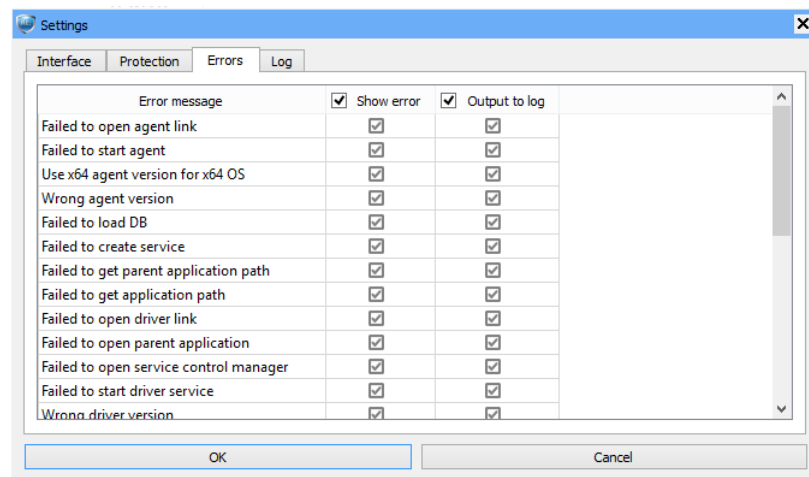 Settings
Interface Protection Errors Log
Error message Show error Output to log
Failed to open agent link
Failed to start agent
Use x64 agent version for x64 OS
Wrong agent version
Failed to load DB
Failed to create service
Failed to get parent application path
Failed to get application path
Failed to open driver link
Failed to open parent application
Failed to open service control manager
Failed to start driver service
Wrong driver version
OK Cancel